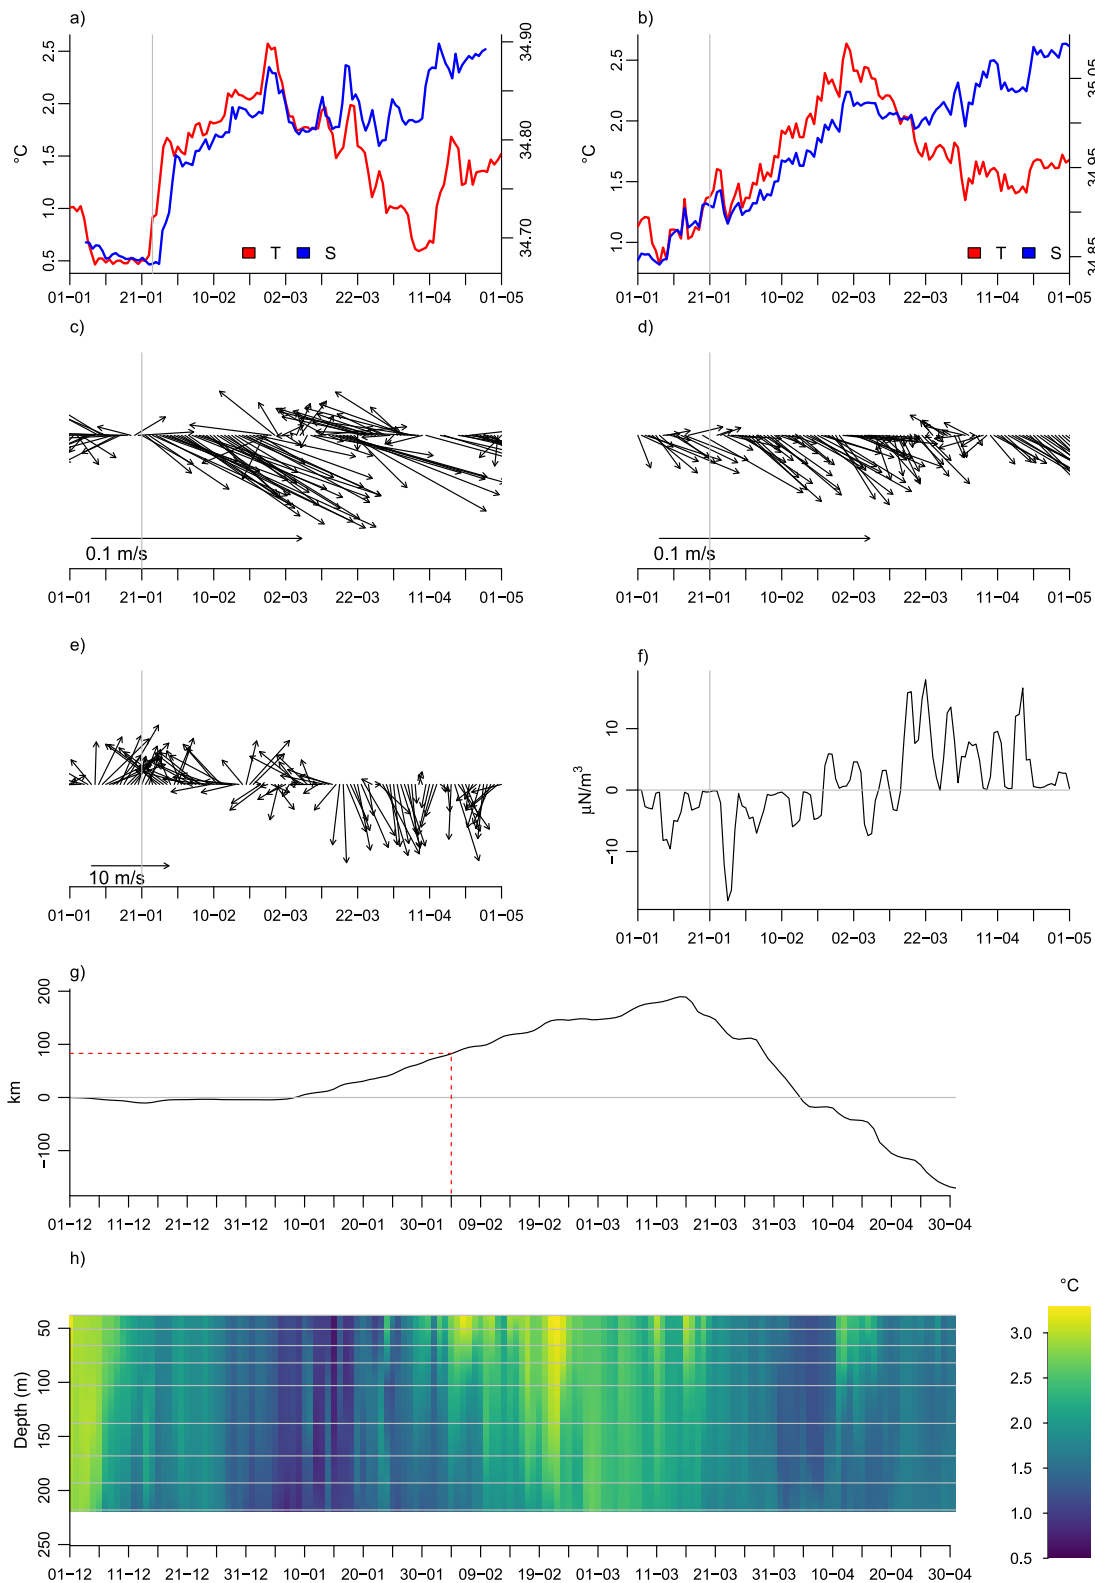 a)
2.5
2.0
1.5
1.0
0.5
°C
34.90
34.80
34.70
T S
01−01 21−01 10−02 02−03 22−03 11−04 01−05
b)
2.5
2.0
1.5
1.0
°C
35.05
34.95
34.85
T S
01−01 21−01 10−02 02−03 22−03 11−04 01−05
c)
0.1 m/s
01−01 21−01 10−02 02−03 22−03 11−04 01−05
d)
0.1 m/s
01−01 21−01 10−02 02−03 22−03 11−04 01−05
e)
10 m/s
01−01 21−01 10−02 02−03 22−03 11−04 01−05
f)
10
0
−10
μN/m³
01−01 21−01 10−02 02−03 22−03 11−04 01−05
g)
200
100
0
−100
km
01−12 11−12 21−12 31−12 10−01 20−01 30−01 09−02 19−02 01−03 11−03 21−03 31−03 10−04 20−04 30−04
h)
50
100
150
200
250
Depth (m)
01−12 11−12 21−12 31−12 10−01 20−01 30−01 09−02 19−02 01−03 11−03 21−03 31−03 10−04 20−04 30−04
°C
3.0
2.5
2.0
1.5
1.0
0.5